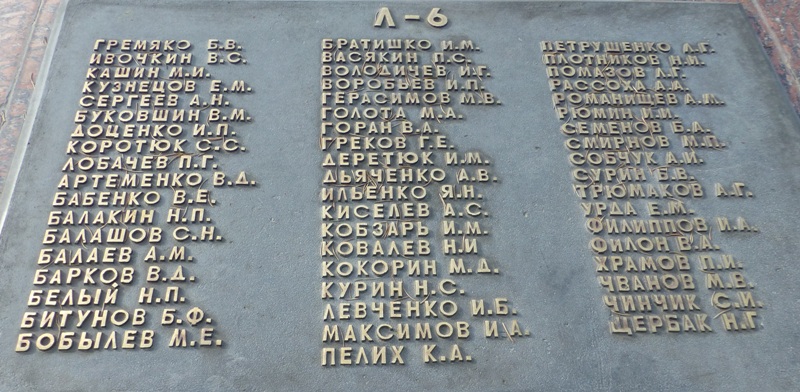 Л-6
ГРЕМЯКО Б.В.
ИВОЧКИН В.С.
КАШИН М.И.
КУЗНЕЦОВ Е.М.
СЕРГЕЕВ А.Н.
БУКОВШИН В.М.
ДОЦЕНКО И.П.
КОРОТЮК С.С.
ЛОБАЧЕВ П.Г.
АРТЕМЕНКО В.Д.
БАБЕНКО В.Е.
БАЛАКИН Н.П.
БАЛАШОВ С.Н.
БАЛАЕВ А.М.
БАРКОВ В.Д.
БЕЛЫЙ Н.П.
БИТУНОВ Б.Ф.
БОБЫЛЕВ М.Е.
БРАТИШКО И.М.
ВАСЯКИН П.С.
ВОЛОДИЧЕВ И.Г.
ВОРОБЬЕВ И.П.
ГЕРАСИМОВ М.В.
ГОЛОТА М.А.
ГОРАН В.А.
ГРЕКОВ Г.Е.
ДЕРЕТЮК И.М.
ДЬЯЧЕНКО А.В.
ИЛЬЕНКО Я.Н.
КИСЕЛЕВ А.С.
КОБЗАРЬ И.М.
КОВАЛЕВ Н.И
КОКОРИН М.Д.
КУРИН Н.С.
ЛЕВЧЕНКО И.Б.
МАКСИМОВ И.А.
ПЕЛИХ К.А.
ПЕТРУШЕНКО Л.Г.
ПЛОТНИКОВ Н.И.
ПОМАЗОВ Л.Г.
РАССОХА А.А.
РОМАНИЩЕВ А.И.
РЮМИН И.И.
СЕМЕНОВ Б.А.
СМИРНОВ М.П.
СОБЧУК А.И.
СУРИН Б.В.
ТРЮМАКОВ А.Г.
УРДА Е.М.
ФИЛИППОВ И.А.
ФИЛОН В.А.
ХРАМОВ П.И.
ЧВАНОВ М.В.
ЧИНЧИК С.И.
ЩЕРБАК Н.Г.